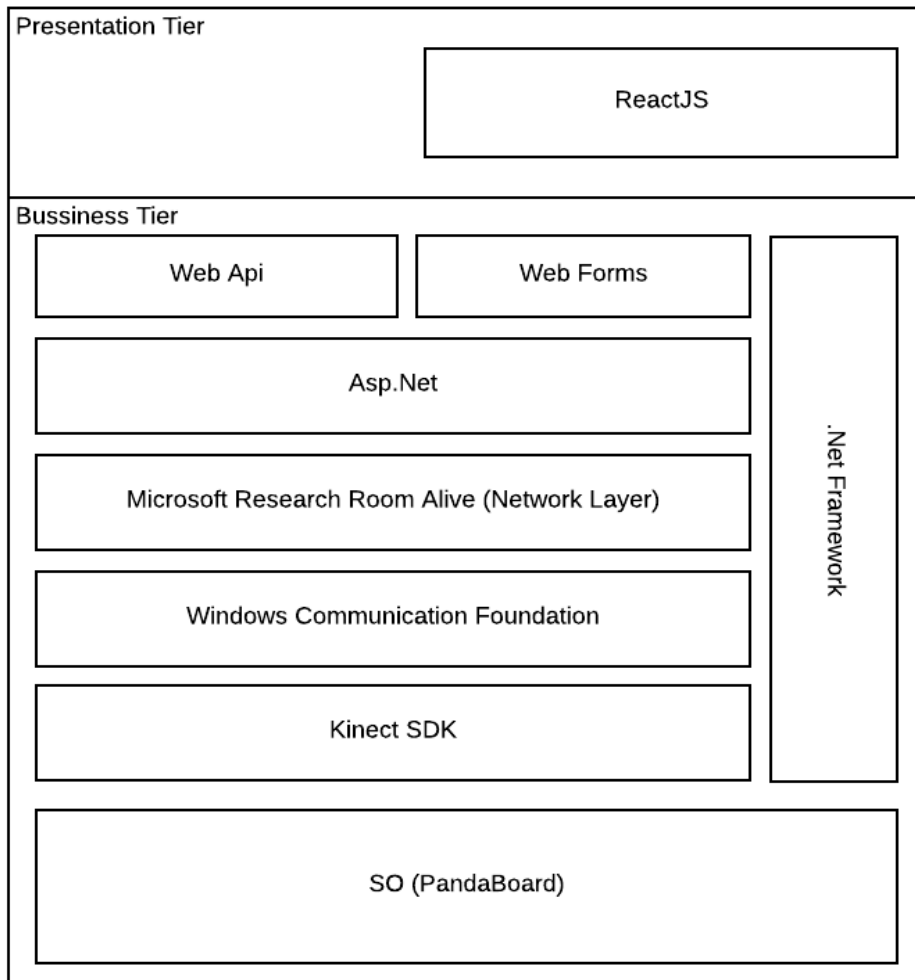 Presentation Tier
ReactJS
Bussiness Tier
Web Api
Web Forms
Asp.Net
.Net Framework
Microsoft Research Room Alive (Network Layer)
Windows Communication Foundation
Kinect SDK
SO (PandaBoard)